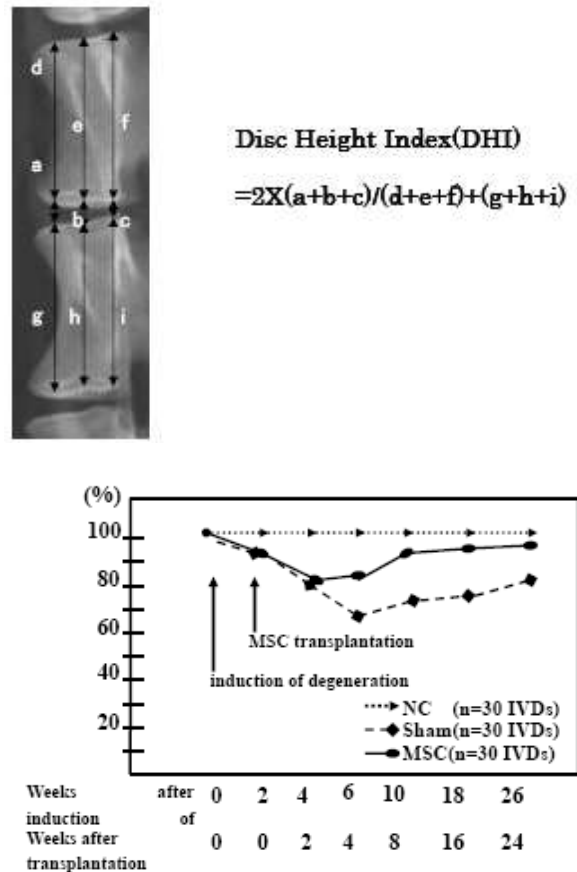 d
e
f
a
b
c
g
h
i
Disc Height Index(DHI)
=2X(a+b+c)/(d+e+f)+(g+h+i)
(%)
100
80
60
40
20
MSC transplantation
induction of degeneration
NC (n=30 IVDs)
Sham(n=30 IVDs)
MSC(n=30 IVDs)
Weeks after induction of 0 2 4 6 10 18 26
Weeks after transplantation 0 0 2 4 8 16 24